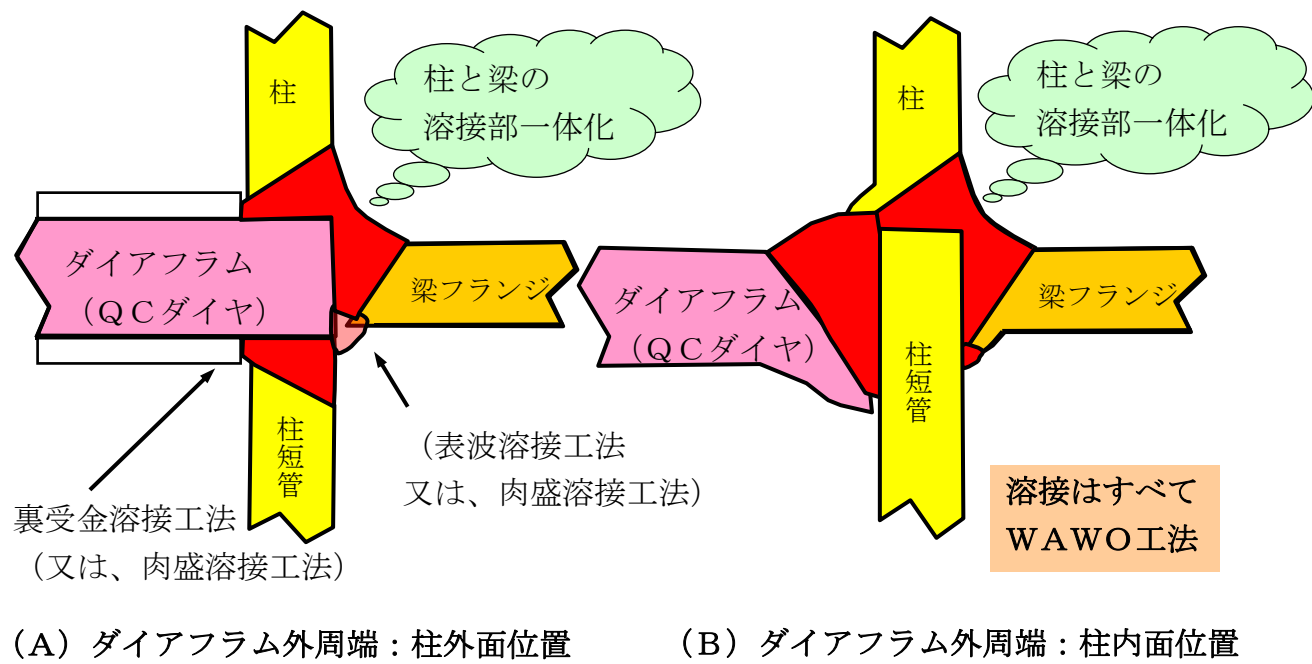 柱
柱と梁の
溶接部一体化
ダイアフラム
（ＱＣダイヤ）
梁フランジ
柱短管
（表波溶接工法
又は、肉盛溶接工法）
裏受金溶接工法
（又は、肉盛溶接工法）
（A）ダイアフラム外周端：柱外面位置
柱
柱と梁の
溶接部一体化
ダイアフラム
（ＱＣダイヤ）
梁フランジ
柱短管
溶接はすべて
ＷＡＷＯ工法
（B）ダイアフラム外周端：柱内面位置